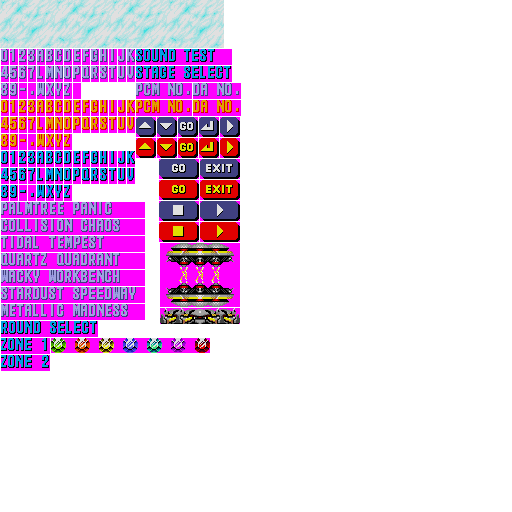 0123ABCDEFGHIJK SOUND TEST
4567LMNOPQRSTUV STAGE SELECT
89-.WXYZ PCM NO. DA NO.
0123ABCDEFGHIJK PCM NO. DA NO.
4567LMNOPQRSTUV GO
89-.WXYZ GO
0123ABCDEFGHIJK
4567LMNOPQRSTUV GO EXIT
89-.WXYZ GO EXIT
PALMTREE PANIC
COLLISION CHAOS
TIDAL TEMPEST
QUARTZ QUADRANT
WACKY WORKBENCH
STARDUST SPEEDWAY
METALLIC MADNESS
ROUND SELECT
ZONE 1
ZONE 2